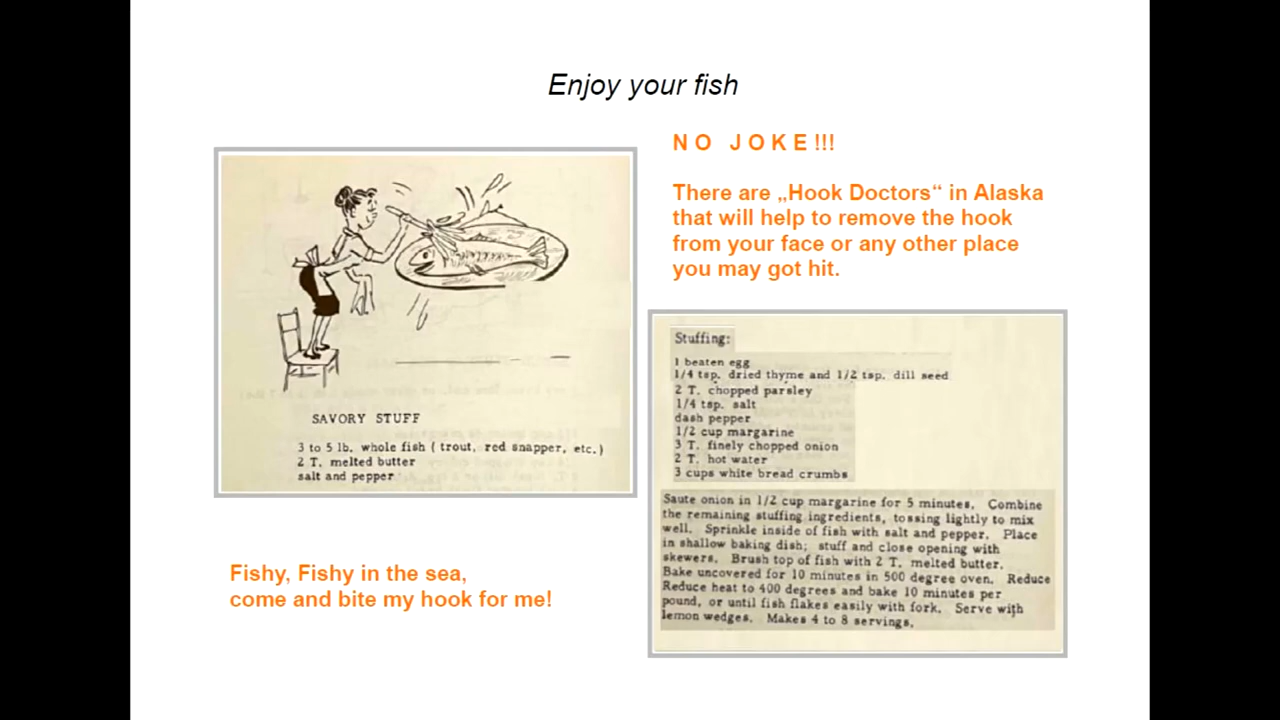 Enjoy your fish
N O J O K E !!!
There are „Hook Doctors“ in Alaska
that will help to remove the hook
from your face or any other place
you may got hit.
SAVORY STUFF
3 to 5 lb. whole fish ( trout, red snapper, etc.)
2 T. melted butter
salt and pepper
Stuffing:
1 beaten egg
1/4 tsp. dried thyme and 1/2 tsp. dill seed
2 T. chopped parsley
1/4 tsp. salt
dash pepper
1/2 cup margarine
3 T. finely chopped onion
2 T. hot water
3 cups white bread crumbs
Saute onion in 1/2 cup margarine for 5 minutes. Combine
the remaining stuffing ingredients, tossing lightly to mix
well. Sprinkle inside of fish with salt and pepper. Place
in shallow baking dish; stuff and close opening with
skewers. Brush top of fish with 2 T. melted butter.
Bake uncovered for 10 minutes in 500 degree oven. Reduce
Reduce heat to 400 degrees and bake 10 minutes per
pound, or until fish flakes easily with fork. Serve with
lemon wedges. Makes 4 to 8 servings.
Fishy, Fishy in the sea,
come and bite my hook for me!